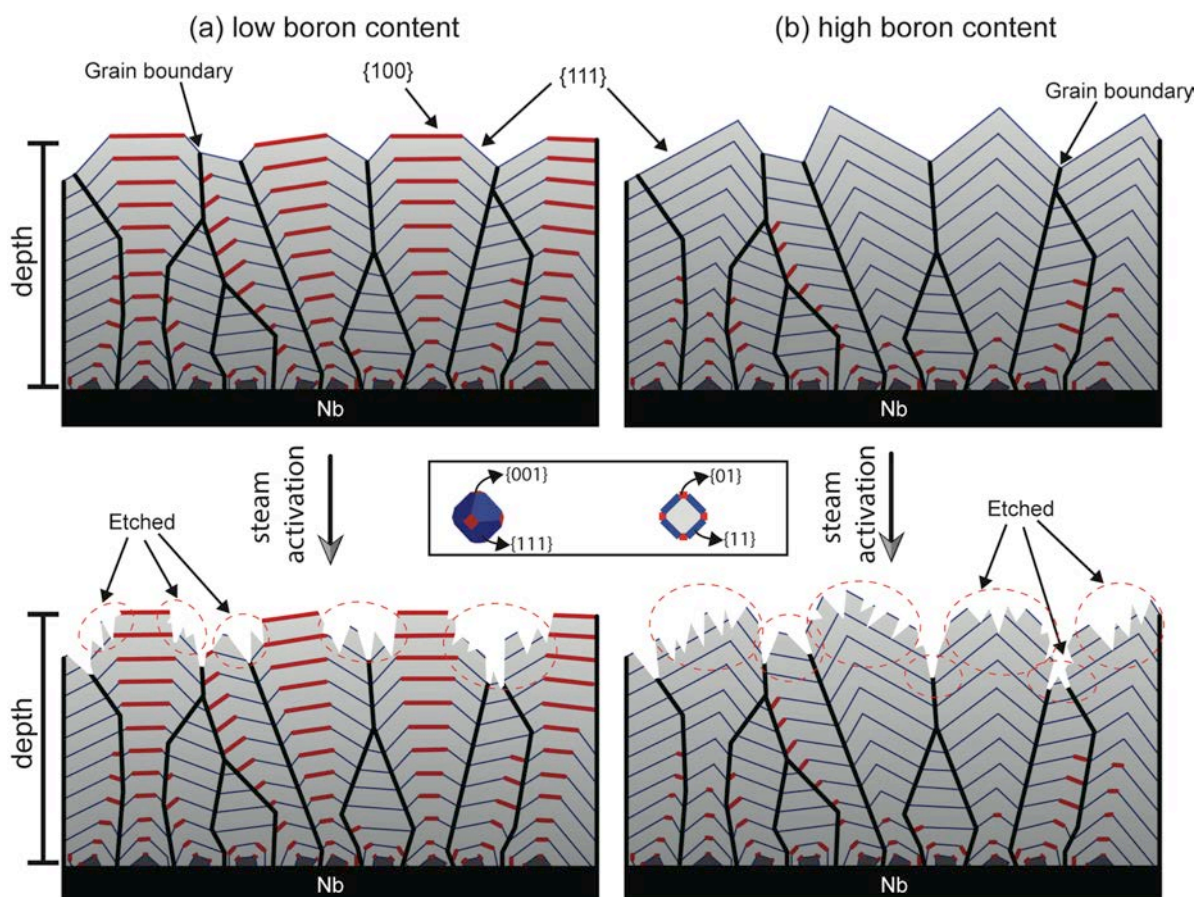 (a) low boron content
(b) high boron content
Grain boundary
{100}
{111}
Grain boundary
depth
Nb
Nb
steam
activation
{001}
{111}
{01}
{11}
steam
activation
Etched
Etched
depth
Nb
Nb